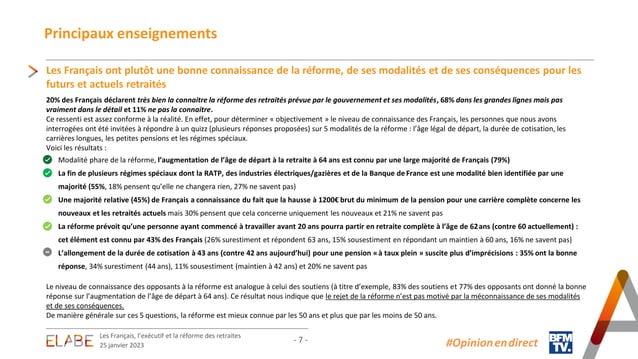 Principaux enseignements
Les Français ont plutôt une bonne connaissance de la réforme, de ses modalités et de ses conséquences pour les
futurs et actuels retraités
20% des Français déclarent très bien la connaitre la réforme des retraités prévue par le gouvernement et ses modalités, 68% dans les grandes lignes mais pas
vraiment dans le détail et 11% ne pas la connaitre.
Ce ressenti est assez conforme à la réalité. En effet, pour déterminer « objectivement » le niveau de connaissance des Français, les personnes que nous avons
interrogées ont été invitées à répondre à un quizz (plusieurs réponses proposées) sur 5 modalités de la réforme : l'âge légal de départ, la durée de cotisation, les
carrières longues, les petites pensions et les régimes spéciaux.
Voici les résultats :
Modalité phare de la réforme, l'augmentation de l'âge de départ à la retraite à 64 ans est connu par une large majorité de Français (79%)
La fin de plusieurs régimes spéciaux dont la RATP, des industries électriques/gazières et de la Banque de France est une modalité bien identifiée par une
majorité (55%, 18% pensent qu'elle ne changera rien, 27% ne savent pas)
Une majorité relative (45%) de Français a connaissance du fait que la hausse à 1200€ brut du minimum de la pension pour une carrière complète concerne les
nouveaux et les retraités actuels mais 30% pensent que cela concerne uniquement les nouveaux et 21% ne savent pas
La réforme prévoit qu'une personne ayant commencé à travailler avant 20 ans pourra partir en retraite complète à l'âge de 62 ans (contre 60 actuellement) :
cet élément est connu par 43% des Français (26% surestiment et répondent 63 ans, 15% sousestiment en répondant un maintien à 60 ans, 16% ne savent pas)
L'allongement de la durée de cotisation à 43 ans (contre 42 ans aujourd'hui) pour une pension « à taux plein » suscite plus d'imprécisions : 35% ont la bonne
réponse, 34% surestiment (44 ans), 11% sousestiment (maintien à 42 ans) et 20% ne savent pas
Le niveau de connaissance des opposants à la réforme est analogue à celui des soutiens (à titre d'exemple, 83% des soutiens et 77% des opposants ont donné la bonne
réponse sur l'augmentation de l'âge de départ à 64 ans). Ce résultat nous indique que le rejet de la réforme n'est pas motivé par la méconnaissance de ses modalités
et de ses conséquences.
De manière générale sur ces 5 questions, la réforme est mieux connue par les 50 ans et plus que par les moins de 50 ans.
ELABE
Les Français, l'exécutif et la réforme des retraites
25 janvier 2023
- 7 -
#Opinion en direct
BFM
TV.